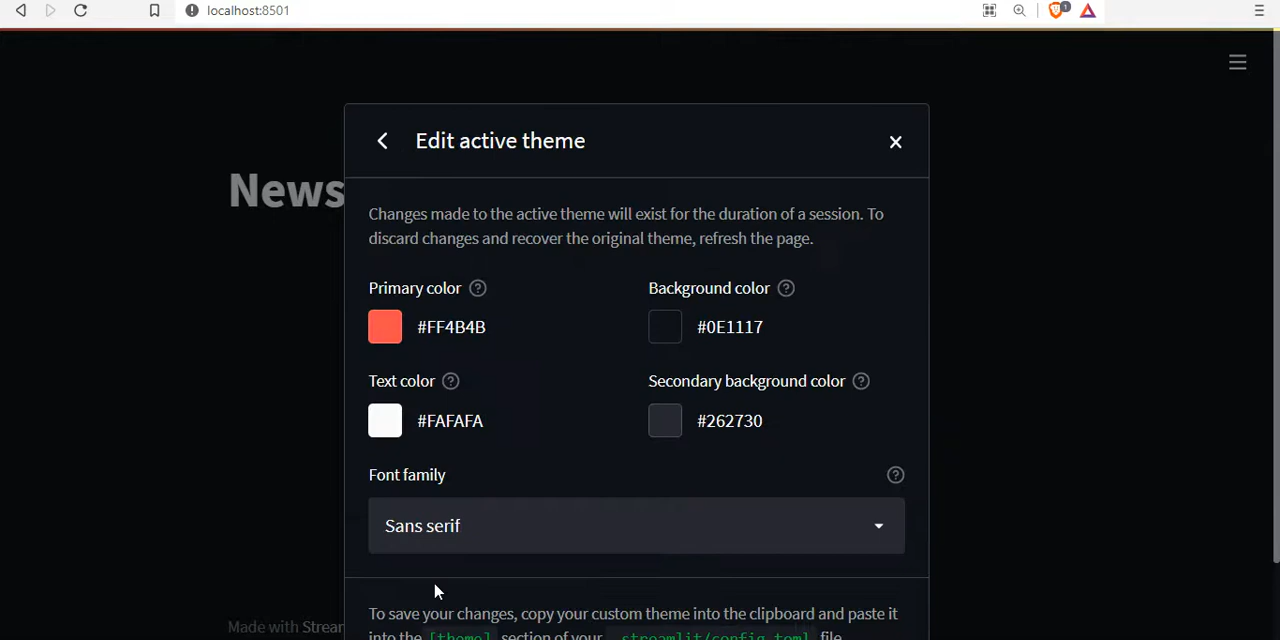 localhost:8501
1
Edit active theme
News
Changes made to the active theme will exist for the duration of a session. To
discard changes and recover the original theme, refresh the page.
Primary color ?
Background color ?
#FF4B4B
#0E1117
Text color ?
Secondary background color ?
#FAFAFA
#262730
Font family ?
Sans serif
To save your changes, copy your custom theme into the clipboard and paste it
into the [theme] section of your .streamlit/config.toml file
Made with Stream